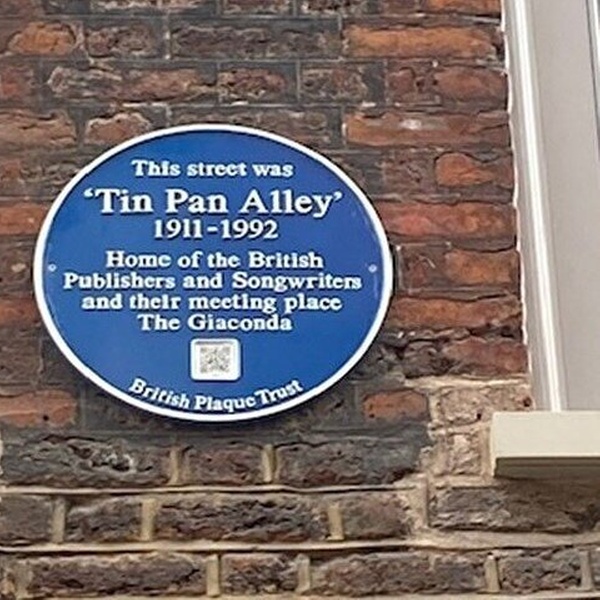 This street was
‘Tin Pan Alley’
1911-1992
Home of the British
Publishers and Songwriters
and their meeting place
The Giaconda
British Plaque Trust